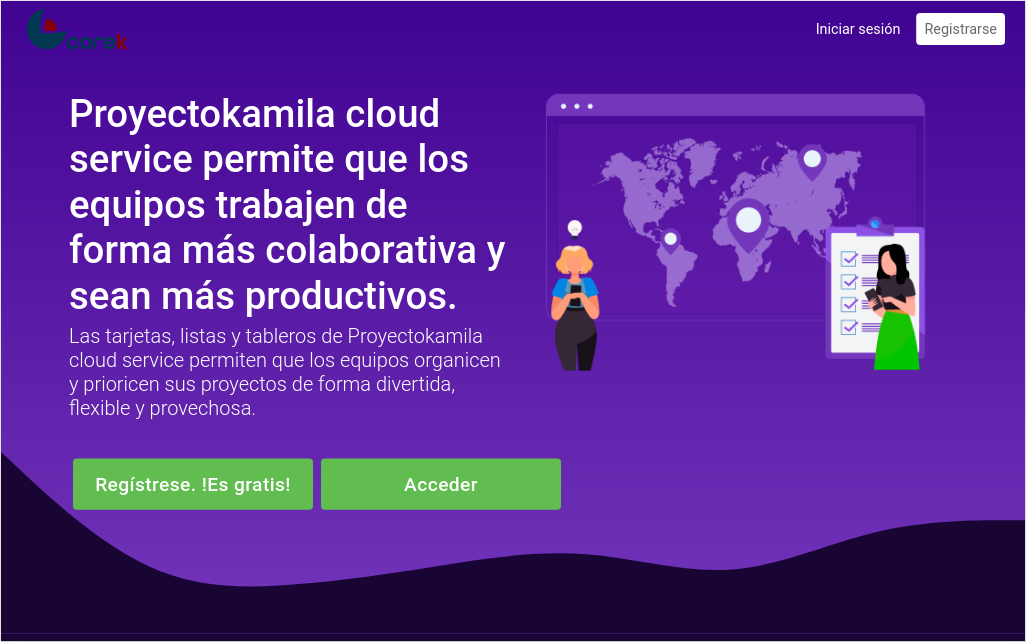 corek
Iniciar sesión
Registrarse
Proyectokamila cloud
service permite que los
equipos trabajen de
forma más colaborativa y
sean más productivos.
Las tarjetas, listas y tableros de Proyectokamila
cloud service permiten que los equipos organicen
y prioricen sus proyectos de forma divertida,
flexible y provechosa.
Regístrese. !Es gratis!
Acceder